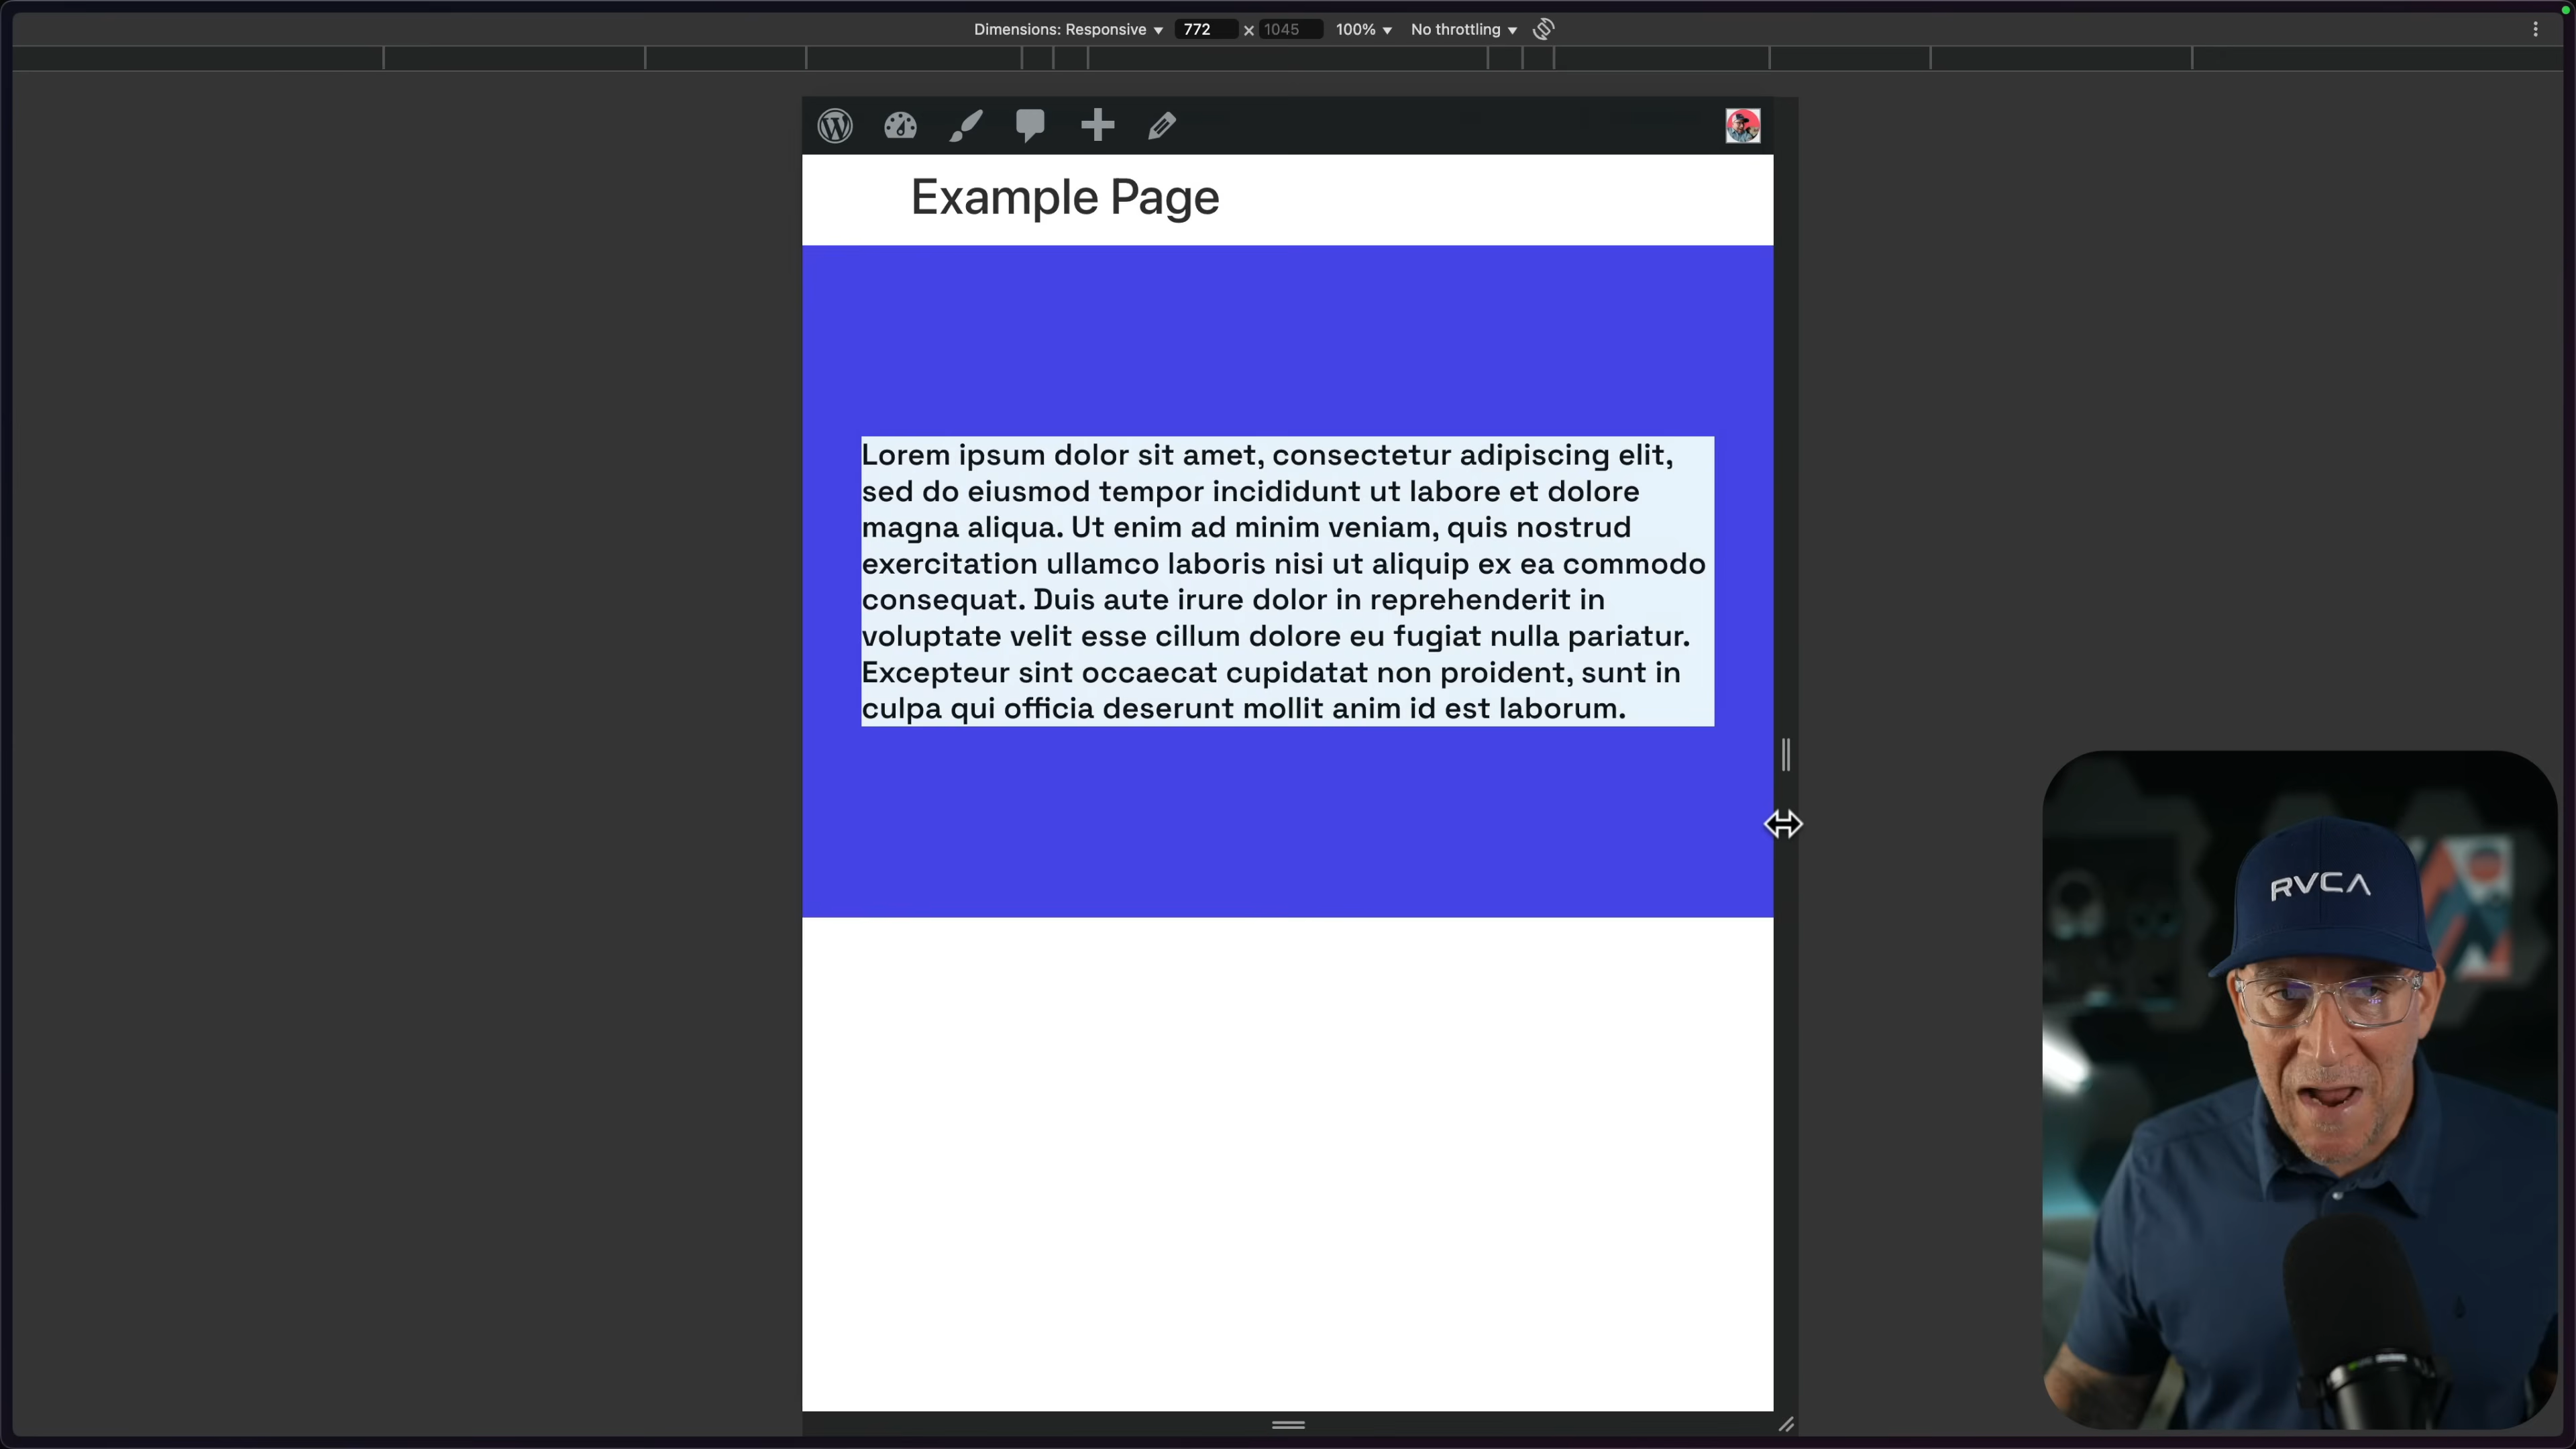 Dimensions: Responsive 772 x 1045 100% No throttling
Example Page
Lorem ipsum dolor sit amet, consectetur adipiscing elit,
sed do eiusmod tempor incididunt ut labore et dolore
magna aliqua. Ut enim ad minim veniam, quis nostrud
exercitation ullamco laboris nisi ut aliquip ex ea commodo
consequat. Duis aute irure dolor in reprehenderit in
voluptate velit esse cillum dolore eu fugiat nulla pariatur.
Excepteur sint occaecat cupidatat non proident, sunt in
culpa qui officia deserunt mollit anim id est laborum.
RVCA